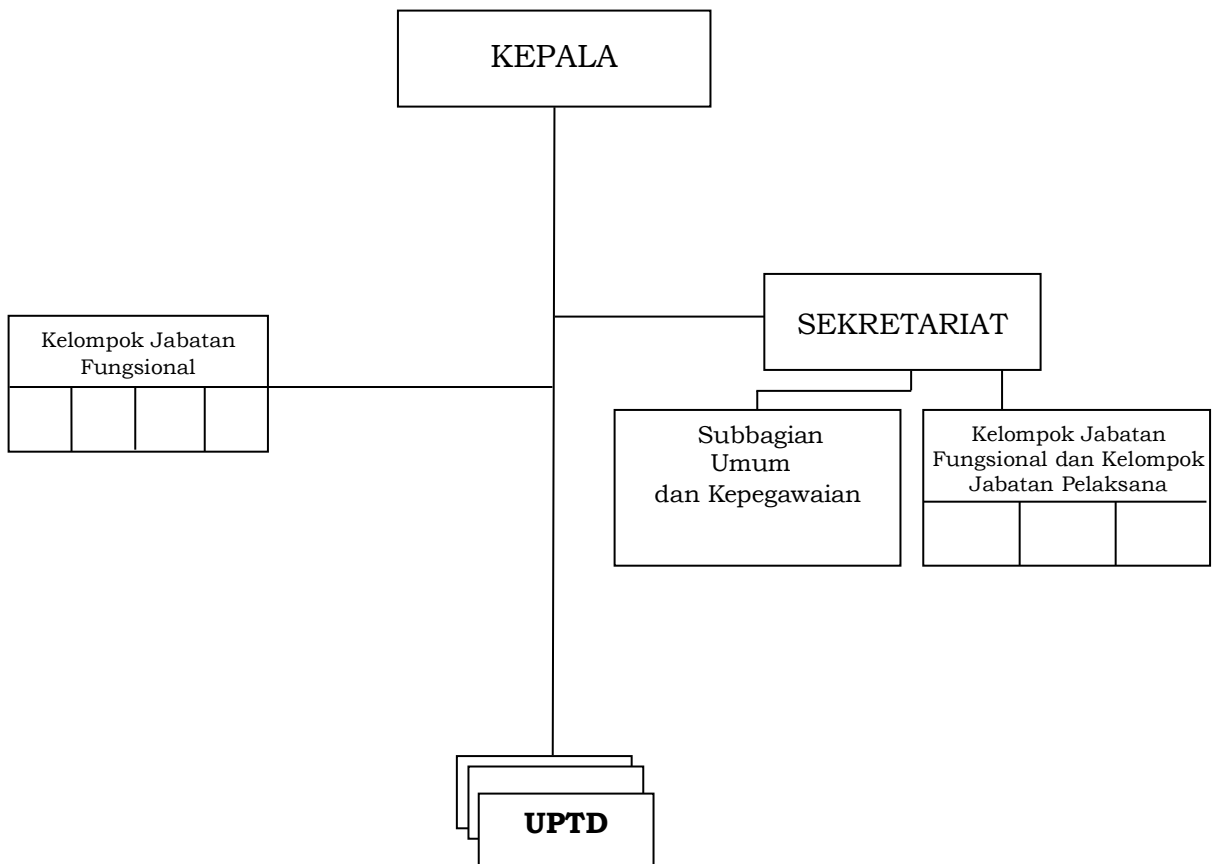 KEPALA
SEKRETARIAT
Kelompok Jabatan
Fungsional
Subbagian
Umum
dan Kepegawaian
Kelompok Jabatan
Fungsional dan Kelompok
Jabatan Pelaksana
UPTD